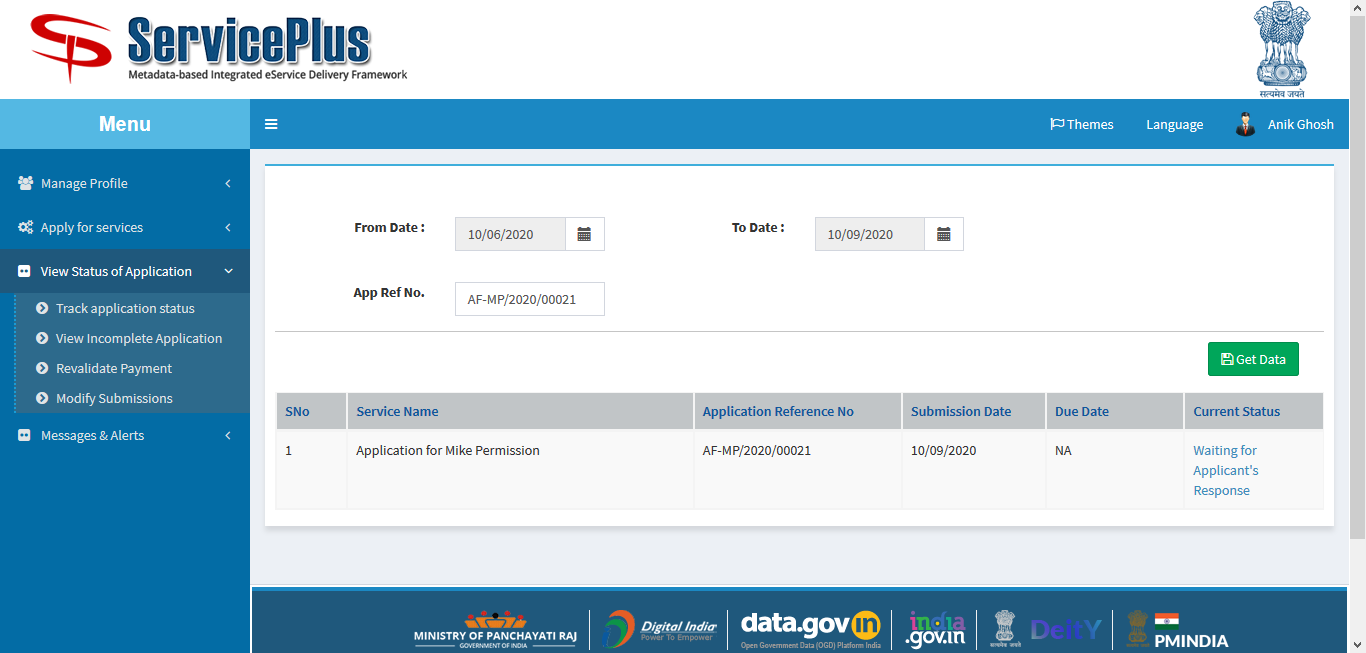 ServicePlus
Metadata-based Integrated eService Delivery Framework
सत्यमेव जयते
Menu
Themes
Language
Anik Ghosh
Manage Profile
Apply for services
View Status of Application
Track application status
View Incomplete Application
Revalidate Payment
Modify Submissions
Messages & Alerts
From Date :
10/06/2020
To Date :
10/09/2020
App Ref No.
AF-MP/2020/00021
Get Data
SNo Service Name Application Reference No Submission Date Due Date Current Status
1 Application for Mike Permission AF-MP/2020/00021 10/09/2020 NA Waiting for
Applicant's
Response
MINISTRY OF PANCHAYATI RAJ
GOVERNMENT OF INDIA
Digital India
Power To Empower
data.gov in
Open Government Data (OGD) Platform India
india
.gov.in
सत्यमेव जयते
DeitY
PMINDIA